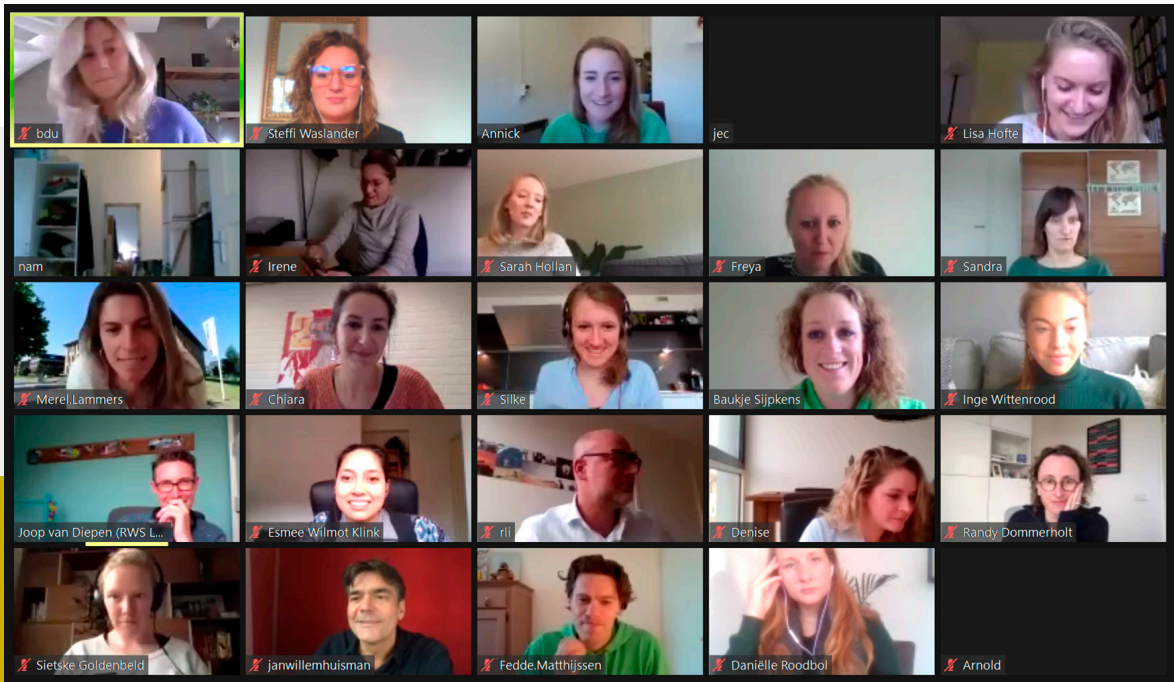 bdu
Steffi Waslander
Annick
jec
Lisa Hofte
nam
Irene
Sarah Hollan
Freya
Sandra
Merel.Lammers
Chiara
Silke
Baukje Sijpkens
Inge Wittenrood
Joop van Diepen (RWS L...
Esmee Wilmot Klink
rli
Denise
Randy Dommerholt
Sietske Goldenbeld
janwillemhuisman
Fedde.Matthijssen
Daniëlle Roodbol
Arnold